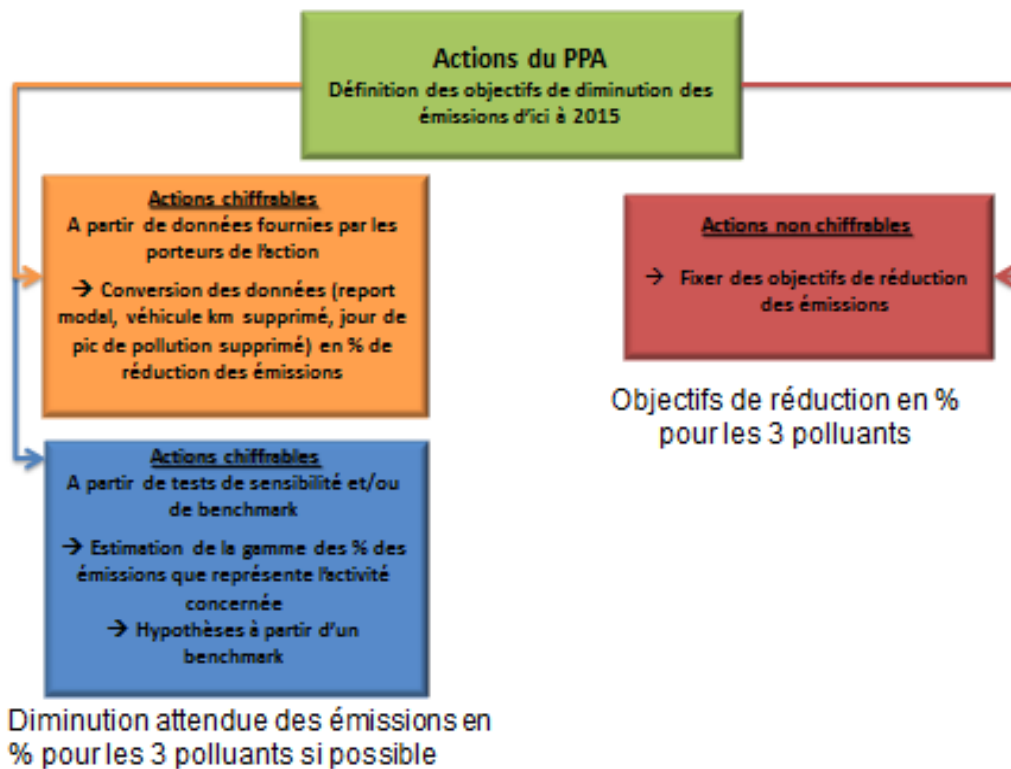 Actions du PPA
Définition des objectifs de diminution des
émissions d'ici à 2015
Actions chiffrables
A partir de données fournies par les
porteurs de l'action
→ Conversion des données (report
modal, véhicule km supprimé, jour de
pic de pollution supprimé) en % de
réduction des émissions
Actions chiffrables
A partir de tests de sensibilité et/ou
de benchmark
→ Estimation de la gamme des % des
émissions que représente l'activité
concernée
→ Hypothèses à partir d'un
benchmark
Diminution attendue des émissions en
% pour les 3 polluants si possible
Actions non chiffrables
→ Fixer des objectifs de réduction
des émissions
Objectifs de réduction en %
pour les 3 polluants